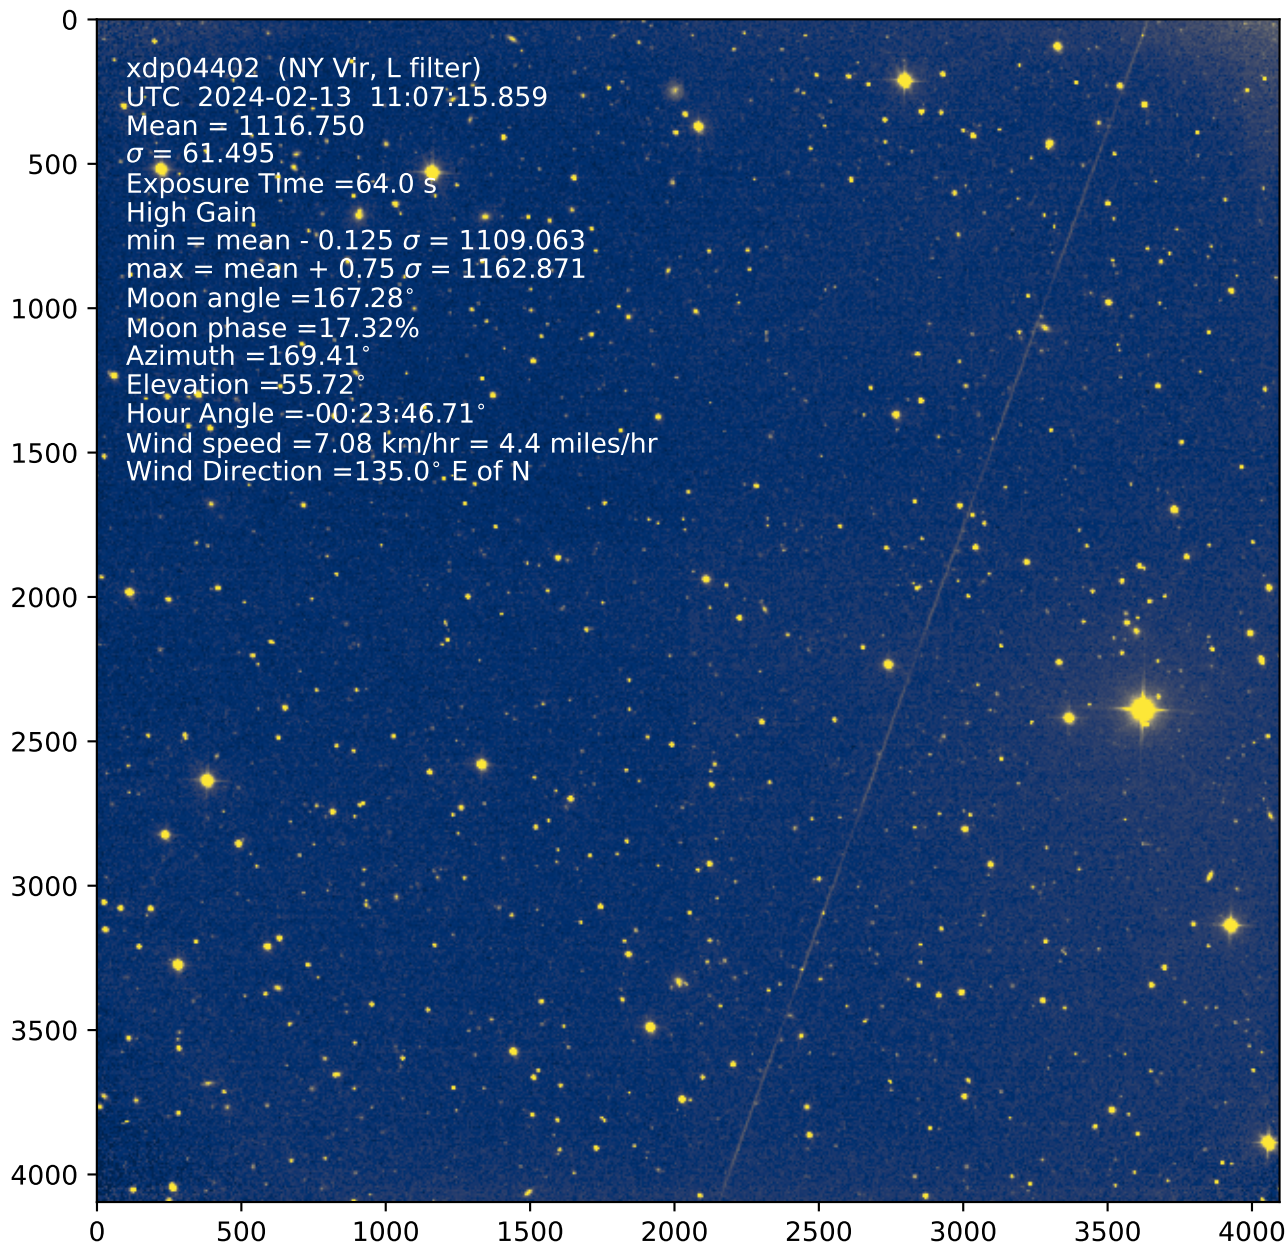 xdp04402 (NY Vir, L filter)
UTC 2024-02-13 11:07:15.859
Mean = 1116.750
σ = 61.495
Exposure Time =64.0 s
High Gain
min = mean - 0.125 σ = 1109.063
max = mean + 0.75 σ = 1162.871
Moon angle =167.28°
Moon phase =17.32%
Azimuth =169.41°
Elevation =55.72°
Hour Angle =-00:23:46.71°
Wind speed =7.08 km/hr = 4.4 miles/hr
Wind Direction =135.0° E of N
0
500
1000
1500
2000
2500
3000
3500
4000
0 500 1000 1500 2000 2500 3000 3500 4000